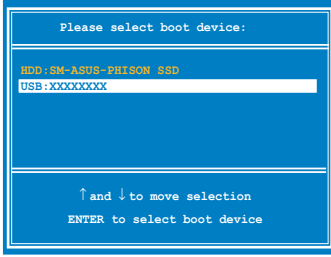 Please select boot device:
HDD:SM-ASUS-PHISON SSD
USB:XXXXXXXX
↑and ↓to move selection
ENTER to select boot device